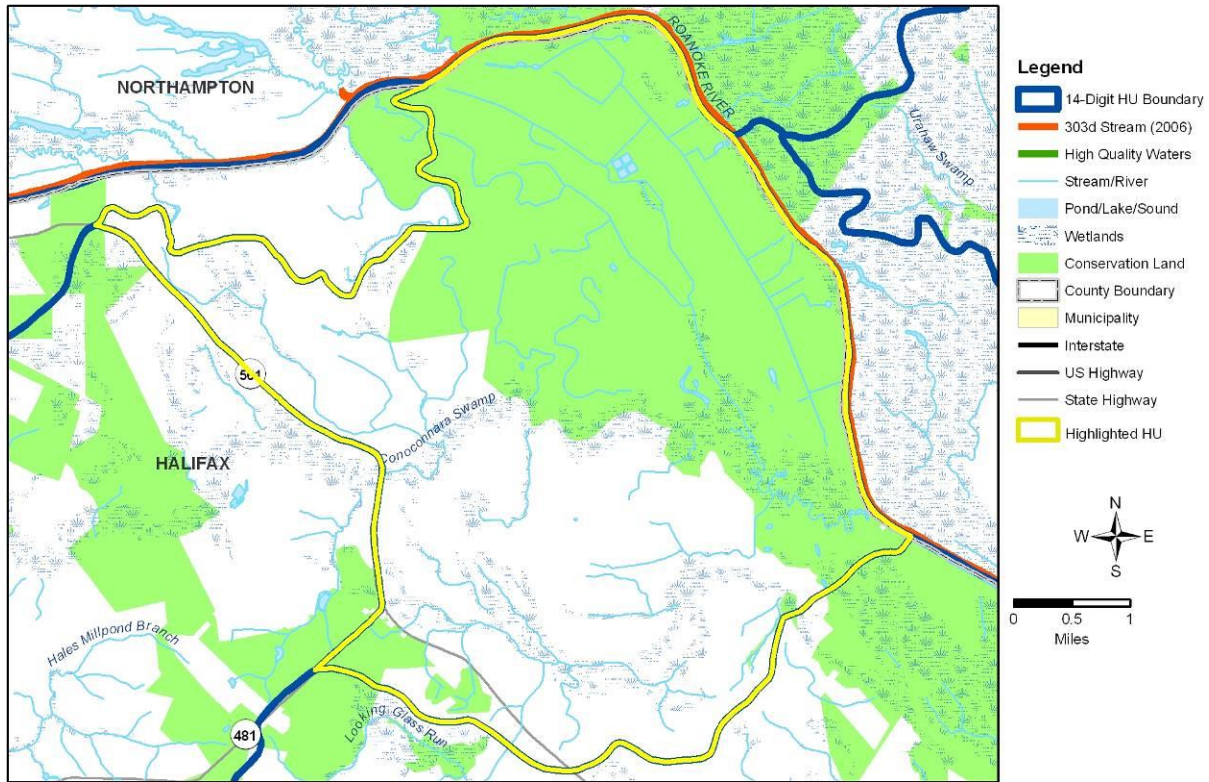 NORTHAMPTON
ROANOKE RIVER
Urahaw Swamp
HALIFAX
Hales Millpond Branch
481
Legend
14-Digit HU Boundary
303d Stream (2006)
High Quality Waters
Stream/River
Pond/Lake/Sound
Wetlands
Conservation Land
County Boundary
Municipality
Interstate
US Highway
State Highway
Highlighted HU
N
W E
S
0 0.5 1
Miles
Swamp
Looking Glass Run